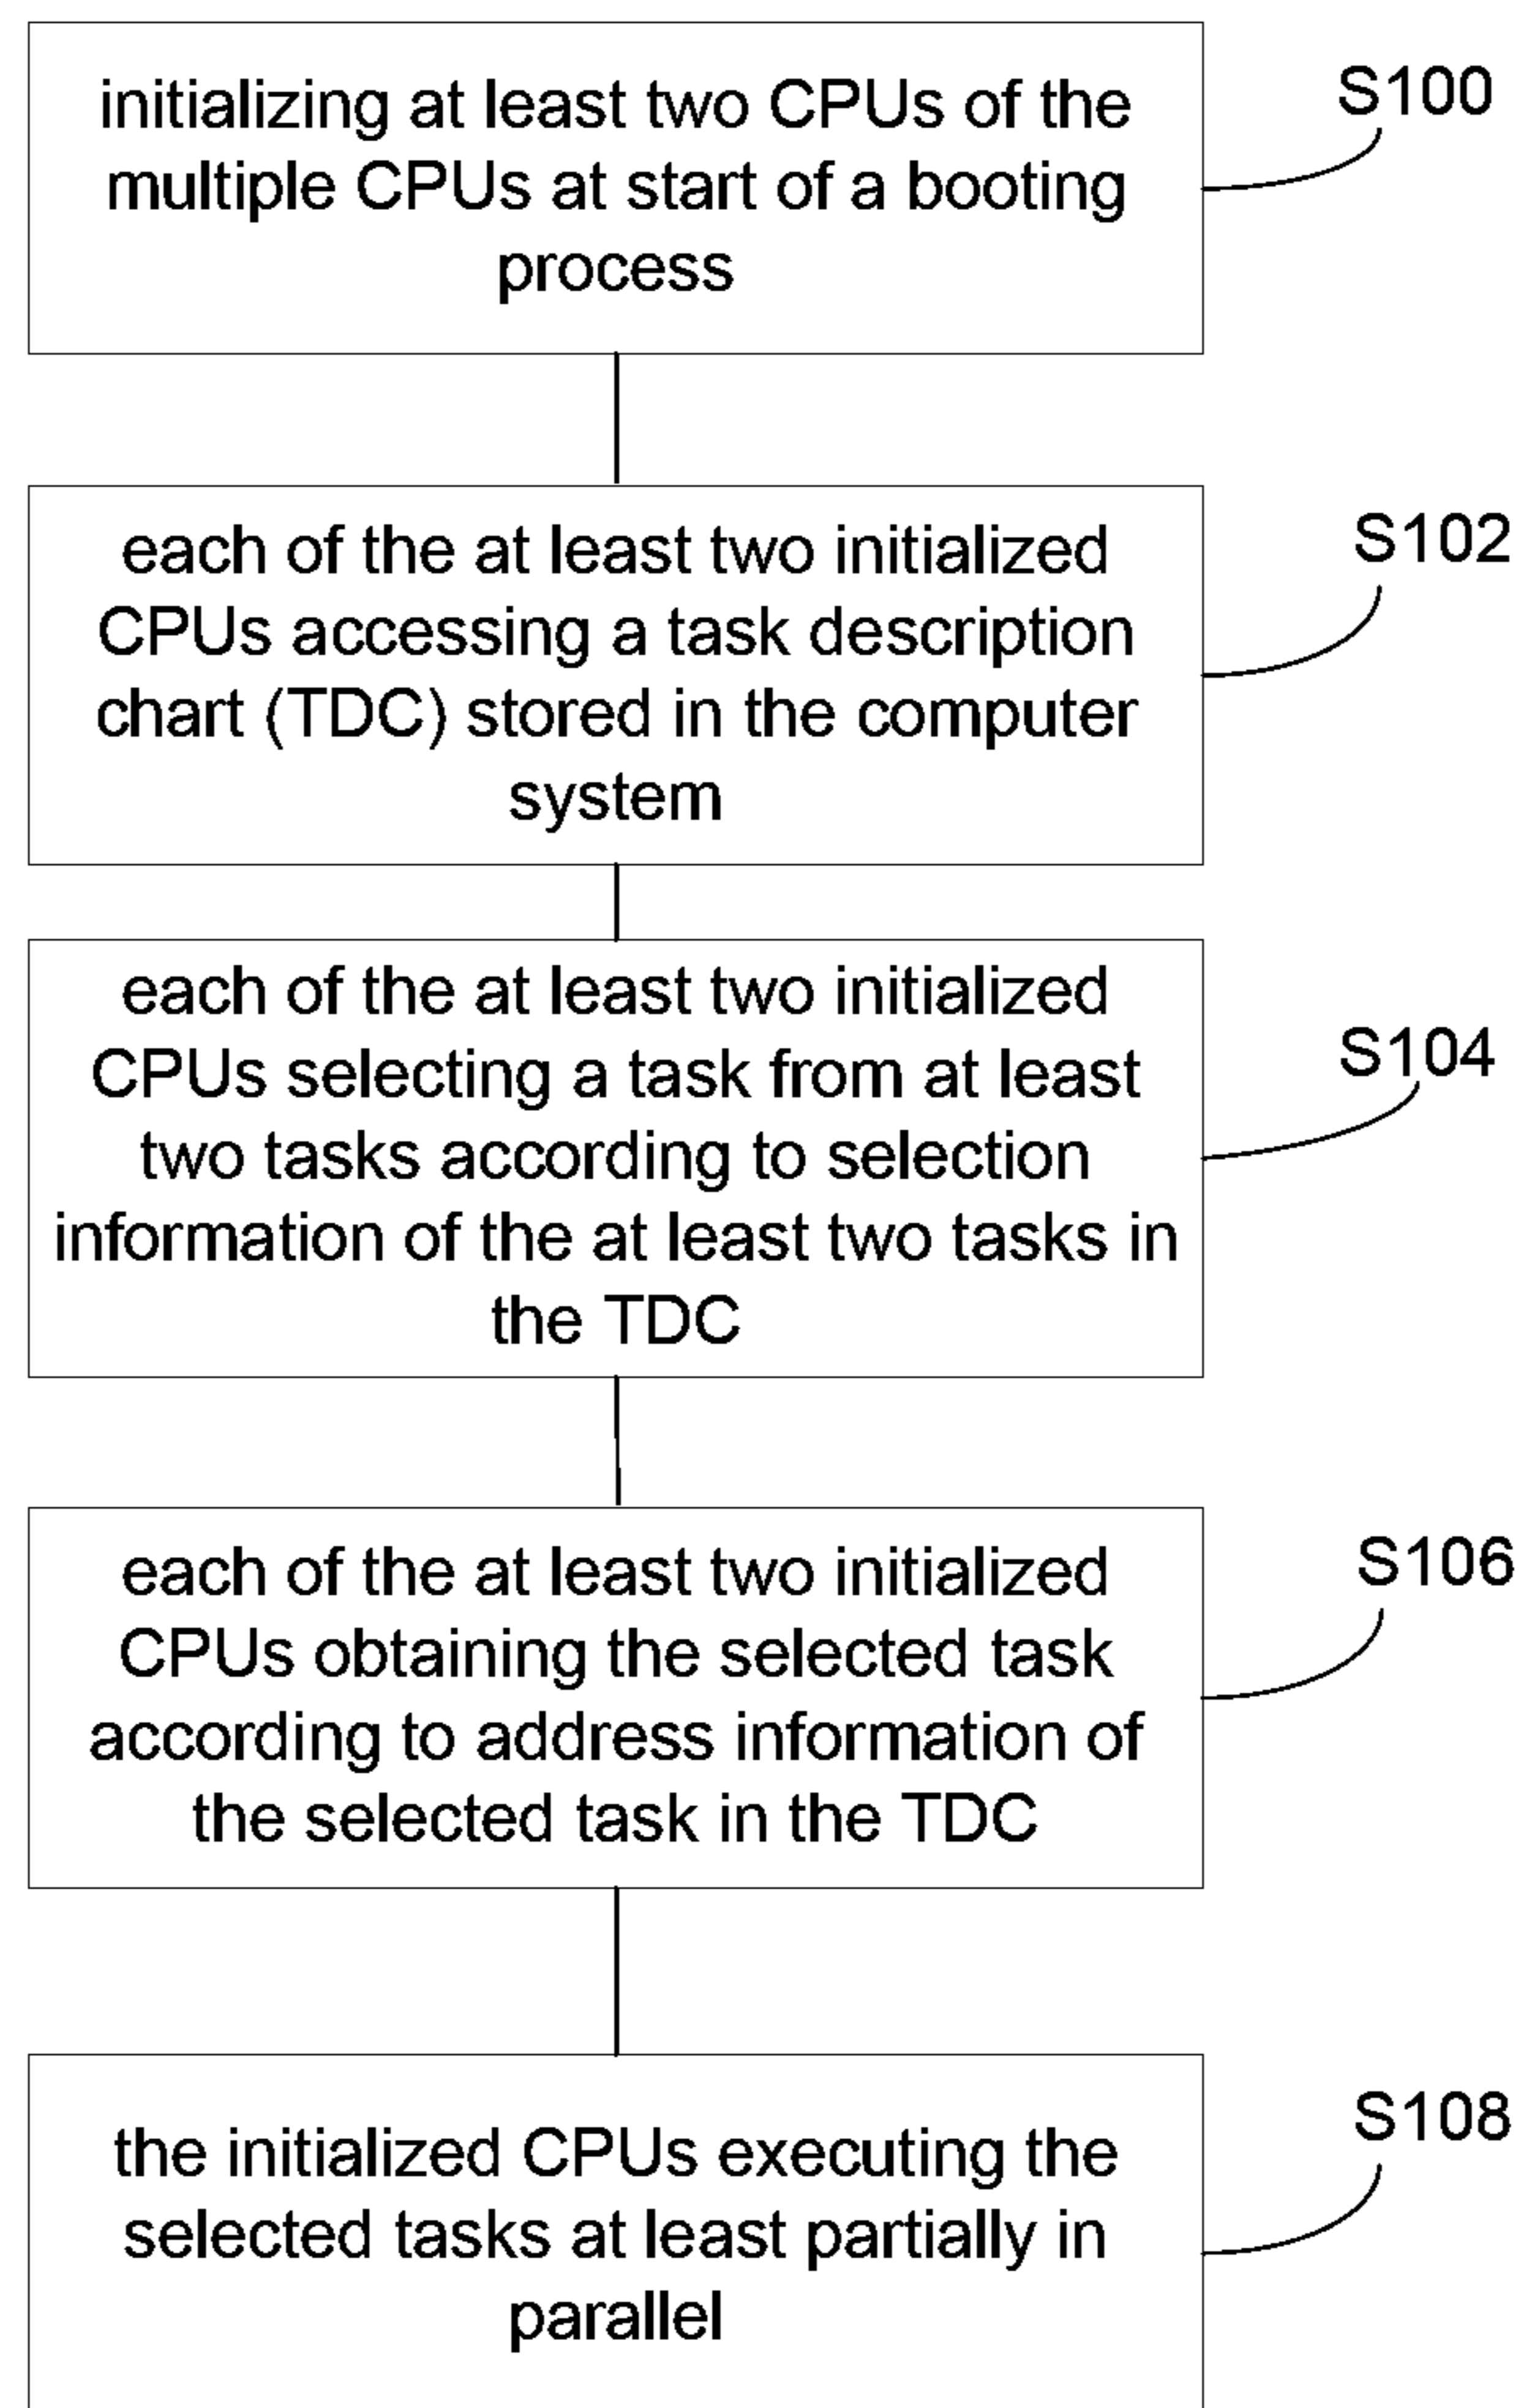 initializing at least two CPUs of the
multiple CPUs at start of a booting
process
S100
each of the at least two initialized
CPUs accessing a task description
chart (TDC) stored in the computer
system
S102
each of the at least two initialized
CPUs selecting a task from at least
two tasks according to selection
information of the at least two tasks in
the TDC
S104
each of the at least two initialized
CPUs obtaining the selected task
according to address information of
the selected task in the TDC
S106
the initialized CPUs executing the
selected tasks at least partially in
parallel
S108